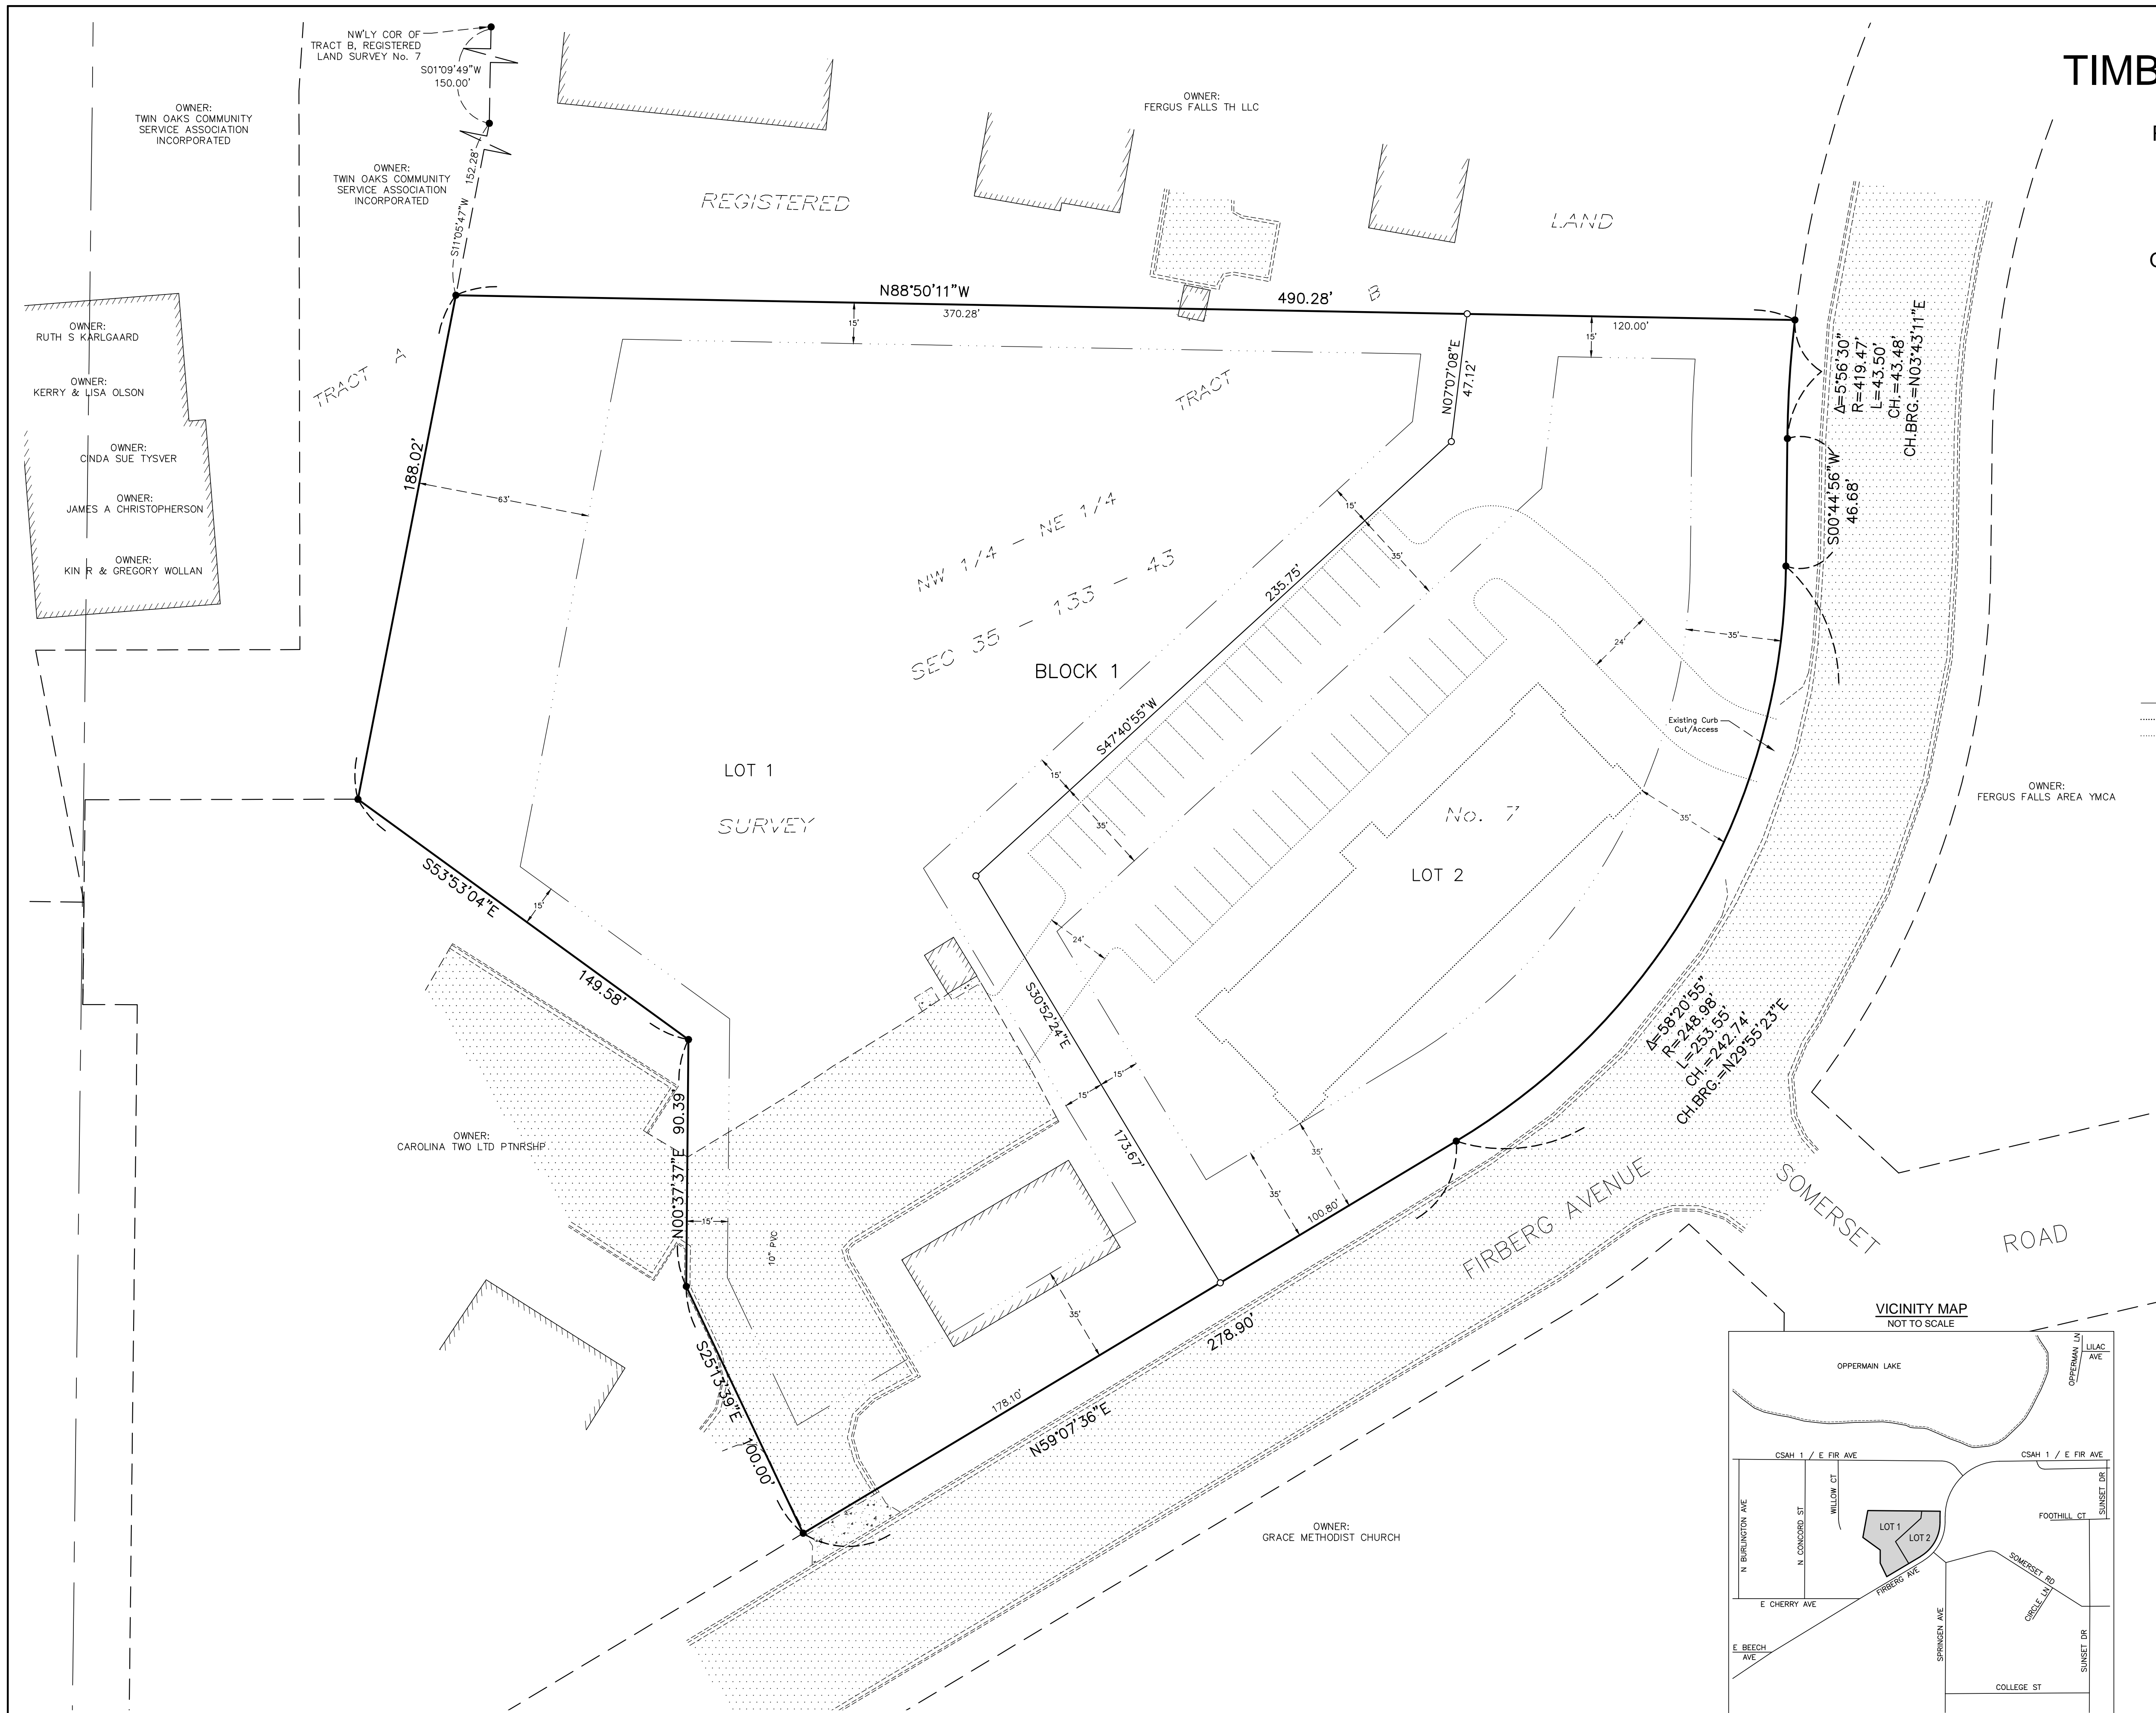 TIMB
NW'LY COR OF
TRACT B, REGISTERED
LAND SURVEY No. 7
S01°09'49"W
150.00'
OWNER:
TWIN OAKS COMMUNITY
SERVICE ASSOCIATION
INCORPORATED
OWNER:
TWIN OAKS COMMUNITY
SERVICE ASSOCIATION
INCORPORATED
S11°05'47"W 152.28'
OWNER:
FERGUS FALLS TH LLC
REGISTERED
LAND
N88°50'11"W
490.28'
B
370.28'
120.00'
15'
15'
OWNER:
RUTH S KARLGAARD
OWNER:
KERRY & LISA OLSON
OWNER:
CINDA SUE TYSVER
OWNER:
JAMES A CHRISTOPHERSON
OWNER:
KIN R & GREGORY WOLLAN
TRACT A
TRACT
N07°07'08"E
47.12'
Δ=5°56'30"
R=419.47'
L=43.50'
CH.=43.48'
CH.BRG.=N03°43'11"E
S00°44'56"W
46.68'
188.02'
63'
NW 1/4 - NE 1/4
SEC 35 - 133 - 43
BLOCK 1
15'
35'
235.75'
S47°40'55"W
24'
35'
Existing Curb
Cut/Access
LOT 1
SURVEY
15'
35'
No. 7
LOT 2
35'
OWNER:
FERGUS FALLS AREA YMCA
S53°53'04"E
149.58'
15'
24'
S30°52'24"E
173.67'
15'
15'
Δ=58°20'55"
R=248.98'
L=253.55'
CH.=242.74'
CH.BRG.=N29°55'23"E
OWNER:
CAROLINA TWO LTD PTNRSHP
N00°37'37"E 90.39'
15'
10" PVC
35'
35'
35'
100.80'
FIRBERG AVENUE
SOMERSET
ROAD
S25°13'39"E
100.00'
178.10'
278.90'
N59°07'36"E
OWNER:
GRACE METHODIST CHURCH
VICINITY MAP
NOT TO SCALE
OPPERMAIN LAKE
OPPERMAN LN
LILAC
AVE
CSAH 1 / E FIR AVE
CSAH 1 / E FIR AVE
N BURLINGTON AVE
N CONCORD ST
WILLOW CT
SUNSET DR
FOOTHILL CT
LOT 1
LOT 2
FIRBERG AVE
SOMERSET RD
CIRCLE LN
E CHERRY AVE
E BEECH
AVE
SPRINGEN AVE
SUNSET DR
COLLEGE ST